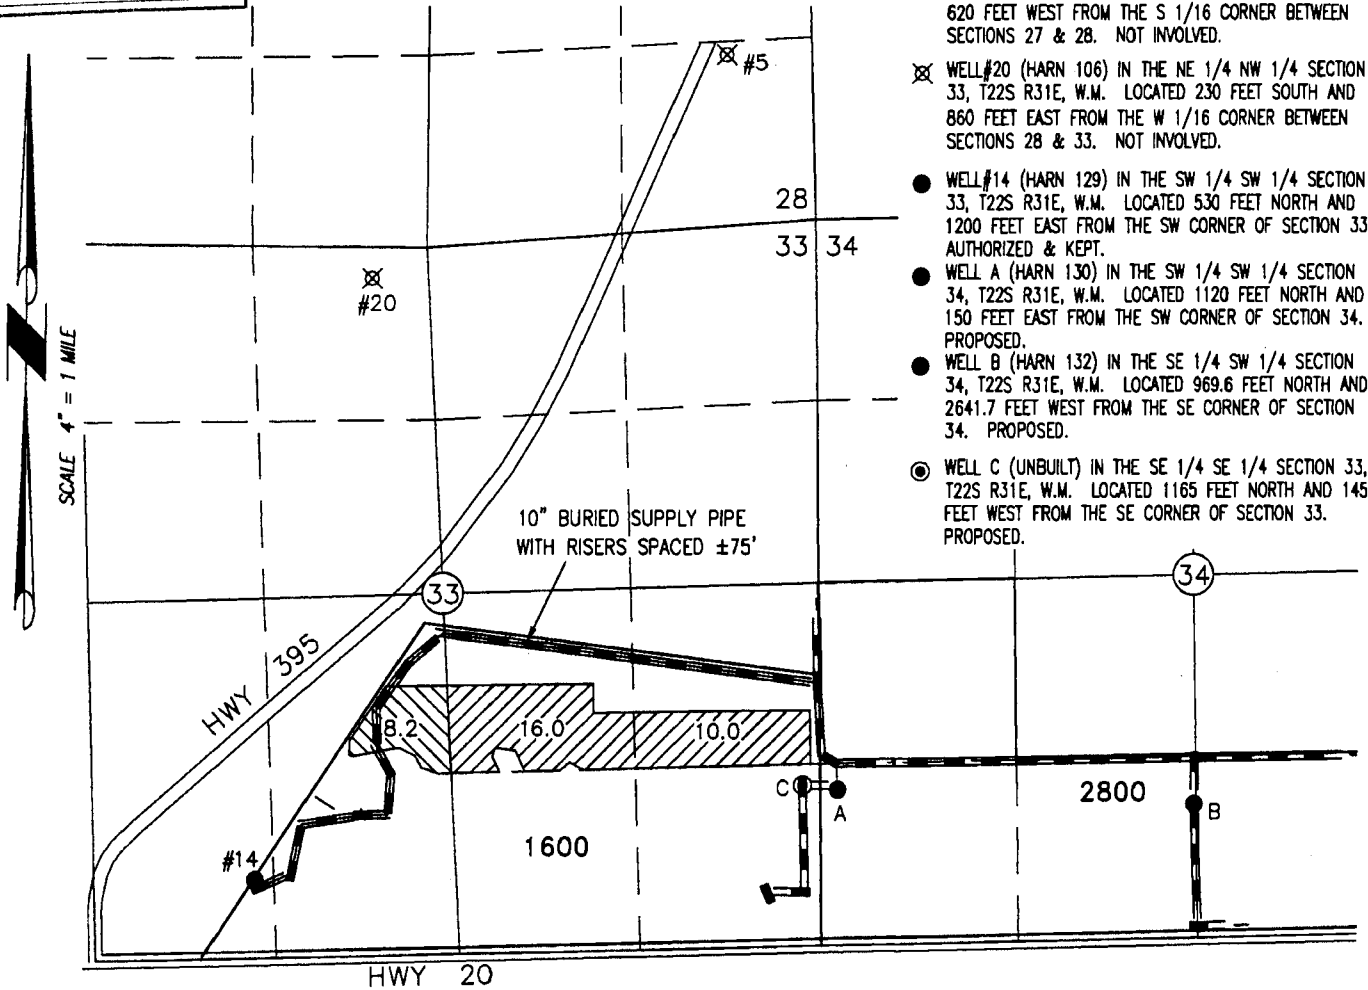 620 FEET WEST FROM THE S 1/16 CORNER BETWEEN
SECTIONS 27 & 28. NOT INVOLVED.
WELL#20 (HARN 106) IN THE NE 1/4 NW 1/4 SECTION
33, T22S R31E, W.M. LOCATED 230 FEET SOUTH AND
860 FEET EAST FROM THE W 1/16 CORNER BETWEEN
SECTIONS 28 & 33. NOT INVOLVED.
WELL#14 (HARN 129) IN THE SW 1/4 SW 1/4 SECTION
33, T22S R31E, W.M. LOCATED 530 FEET NORTH AND
1200 FEET EAST FROM THE SW CORNER OF SECTION 33
AUTHORIZED & KEPT.
WELL A (HARN 130) IN THE SW 1/4 SW 1/4 SECTION
34, T22S R31E, W.M. LOCATED 1120 FEET NORTH AND
150 FEET EAST FROM THE SW CORNER OF SECTION 34.
PROPOSED.
WELL B (HARN 132) IN THE SE 1/4 SW 1/4 SECTION
34, T22S R31E, W.M. LOCATED 969.6 FEET NORTH AND
2641.7 FEET WEST FROM THE SE CORNER OF SECTION
34. PROPOSED.
WELL C (UNBUILT) IN THE SE 1/4 SE 1/4 SECTION 33,
T22S R31E, W.M. LOCATED 1165 FEET NORTH AND 145
FEET WEST FROM THE SE CORNER OF SECTION 33.
PROPOSED.
#5
28
33 34
#20
N
SCALE 4" = 1 MILE
10" BURIED SUPPLY PIPE
WITH RISERS SPACED ±75'
33
34
HWY 395
8.2
16.0
10.0
C
A
2800
B
1600
#14
HWY 20